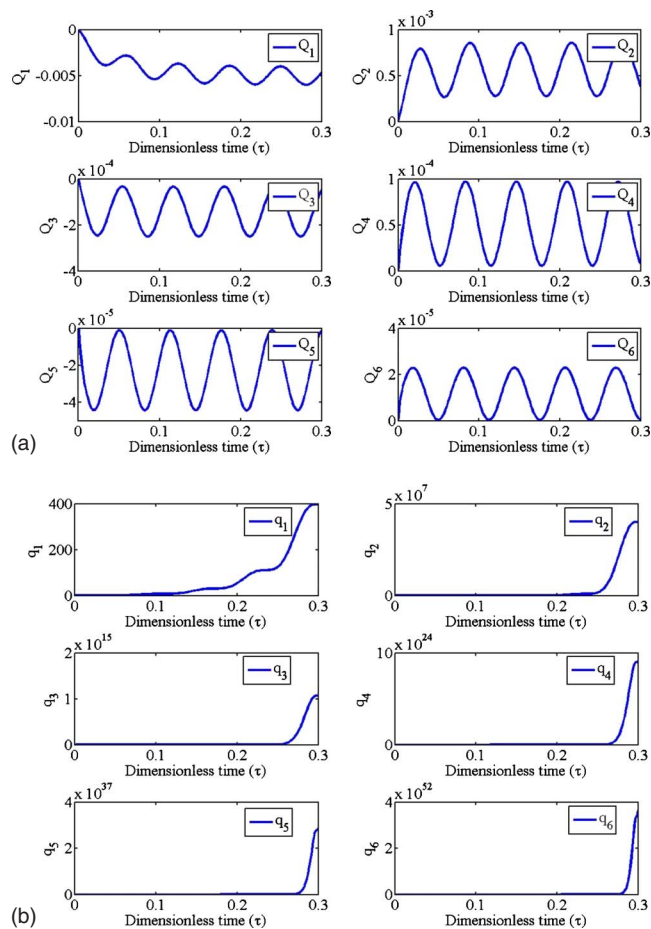 0
-0.005
-0.01
Q1
Q1
0 0.1 0.2 0.3
Dimensionless time (τ)
x 10^-3
1
0.5
0
Q2
Q2
0 0.1 0.2 0.3
Dimensionless time (τ)
x 10^-4
0
-2
-4
Q3
Q3
0 0.1 0.2 0.3
Dimensionless time (τ)
x 10^-4
1
0.5
0
Q4
Q4
0 0.1 0.2 0.3
Dimensionless time (τ)
x 10^-5
0
-2
-4
Q5
Q5
0 0.1 0.2 0.3
Dimensionless time (τ)
x 10^-5
4
2
0
Q6
Q6
0 0.1 0.2 0.3
Dimensionless time (τ)
(a)
400
200
0
q1
q1
0 0.1 0.2 0.3
Dimensionless time (τ)
x 10^7
5
0
q2
q2
0 0.1 0.2 0.3
Dimensionless time (τ)
x 10^15
2
1
0
q3
q3
0 0.1 0.2 0.3
Dimensionless time (τ)
x 10^24
10
5
0
q4
q4
0 0.1 0.2 0.3
Dimensionless time (τ)
x 10^37
4
2
0
q5
q5
0 0.1 0.2 0.3
Dimensionless time (τ)
x 10^52
4
2
0
q6
q6
0 0.1 0.2 0.3
Dimensionless time (τ)
(b)